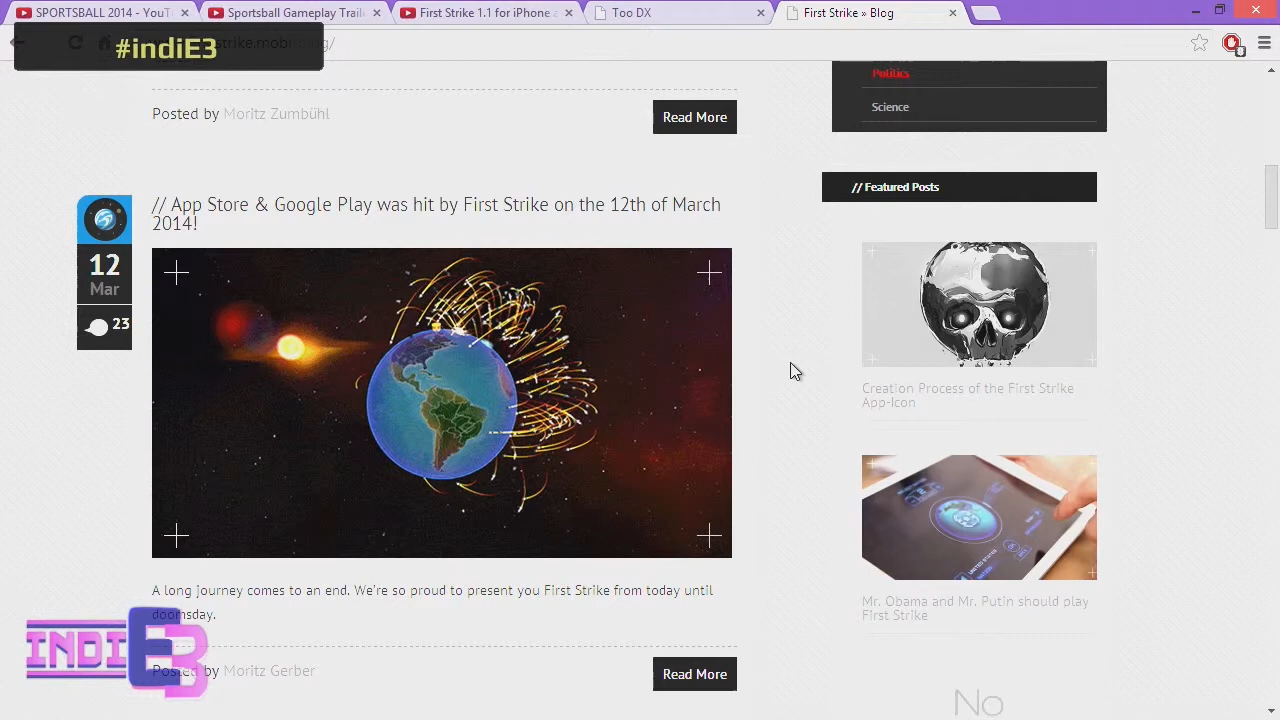 SPORTSBALL 2014 - YouT
Sportsball Gameplay Traile
First Strike 1.1 for iPhone a
Too DX
First Strike » Blog
#indiE3
strike.mobi
blog/
Politics
Science
Posted by Moritz Zumbühl
Read More
// Featured Posts
// App Store & Google Play was hit by First Strike on the 12th of March
2014!
12
Mar
23
Creation Process of the First Strike
App-Icon
A long journey comes to an end. We're so proud to present you First Strike from today until
doomsday.
Mr. Obama and Mr. Putin should play
First Strike
INDIE3
Posted by Moritz Gerber
Read More
No